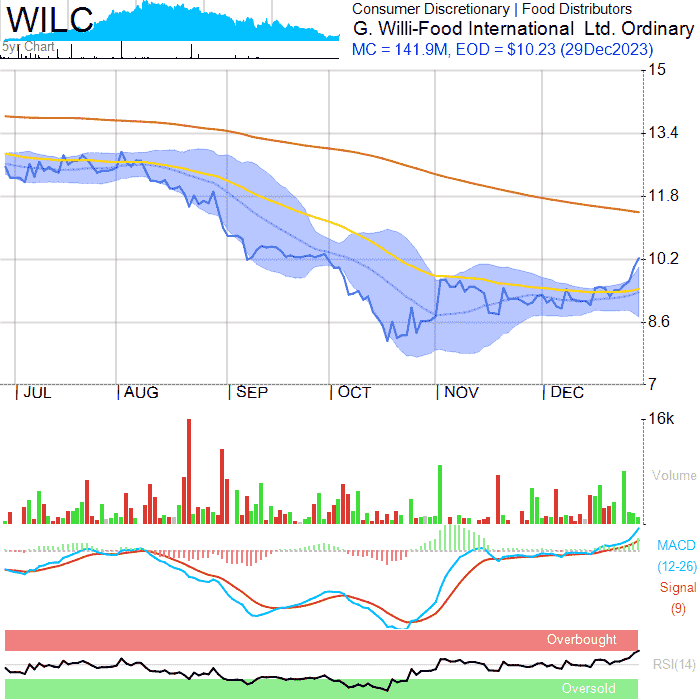 WILC
5yr Chart
Consumer Discretionary | Food Distributors
G. Willi-Food International Ltd. Ordinary
MC = 141.9M, EOD = $10.23 (29Dec2023)
15
13.4
11.8
10.2
8.6
7
JUL AUG SEP OCT NOV DEC
16k
Volume
MACD
(12-26)
Signal
(9)
Overbought
RSI(14)
Oversold